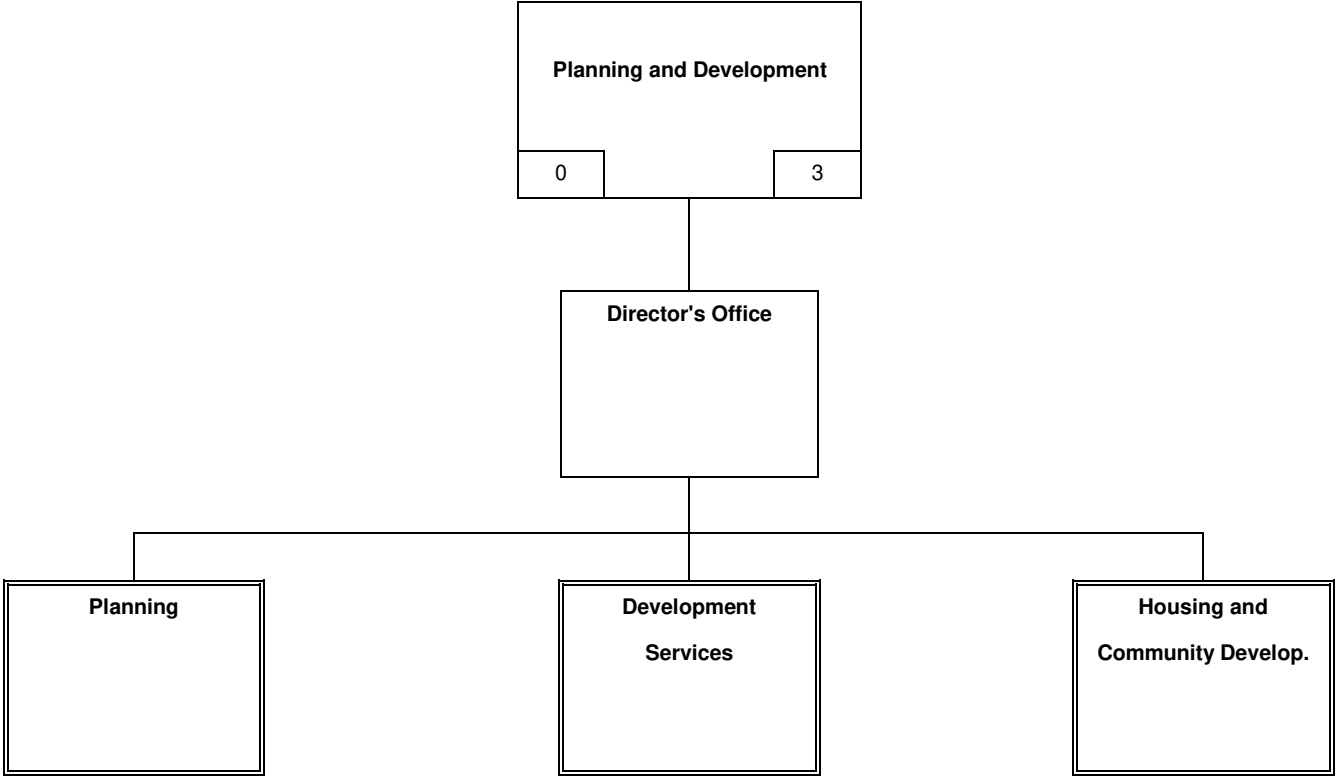 Planning and Development
0 3
Director's Office
Planning
Development
Services
Housing and
Community Develop.